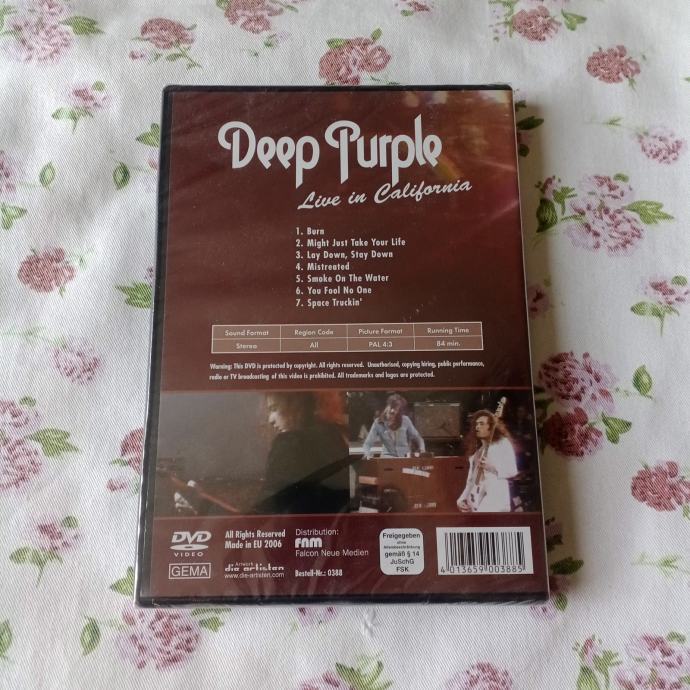 Deep Purple
Live in California
1. Burn
2. Might Just Take Your Life
3. Lay Down, Stay Down
4. Mistreated
5. Smoke On The Water
6. You Fool No One
7. Space Truckin'
Sound Format Region Code Picture Format Running Time
Stereo All PAL 4:3 84 min.
Warning: This DVD is protected by copyright. All rights reserved. Unauthorised, copying hiring, public performance,
radio or TV broadcasting of this video is prohibited. All trademarks and logos are protected.
DVD
VIDEO
GEMA
All Rights Reserved
Made in EU 2006
Artwork
die artisten
www.die-artisten.com
Distribution:
FNM
Falcon Neue Medien
Bestell-Nr.: 0388
Freigegeben
ohne
Altersbeschränkung
gemäß § 14
JuSchG
FSK
4 013659 003885